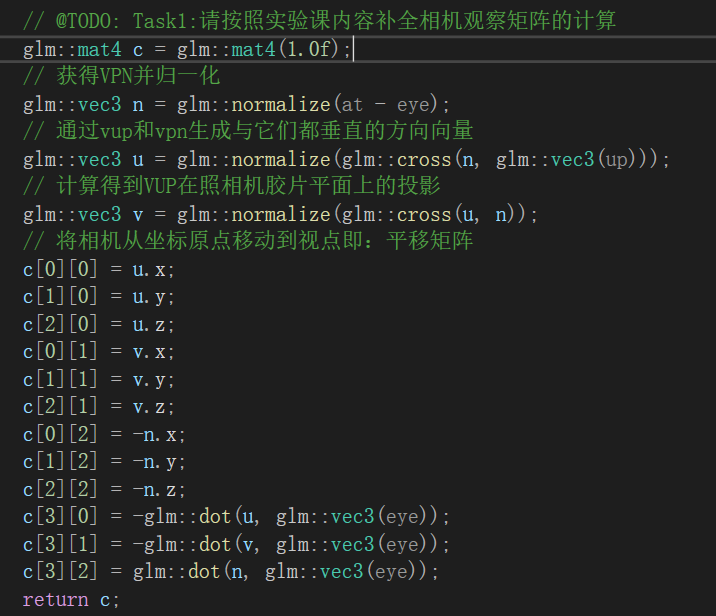 // @TODO: Task1:请按照实验课内容补全相机观察矩阵的计算
glm::mat4 c = glm::mat4(1.0f);
// 获得VPN并归一化
glm::vec3 n = glm::normalize(at - eye);
// 通过vup和vpn生成与它们都垂直的方向向量
glm::vec3 u = glm::normalize(glm::cross(n, glm::vec3(up)));
// 计算得到VUP在照相机胶片平面上的投影
glm::vec3 v = glm::normalize(glm::cross(u, n));
// 将相机从坐标原点移动到视点即：平移矩阵
c[0][0] = u.x;
c[1][0] = u.y;
c[2][0] = u.z;
c[0][1] = v.x;
c[1][1] = v.y;
c[2][1] = v.z;
c[0][2] = -n.x;
c[1][2] = -n.y;
c[2][2] = -n.z;
c[3][0] = -glm::dot(u, glm::vec3(eye));
c[3][1] = -glm::dot(v, glm::vec3(eye));
c[3][2] = glm::dot(n, glm::vec3(eye));
return c;